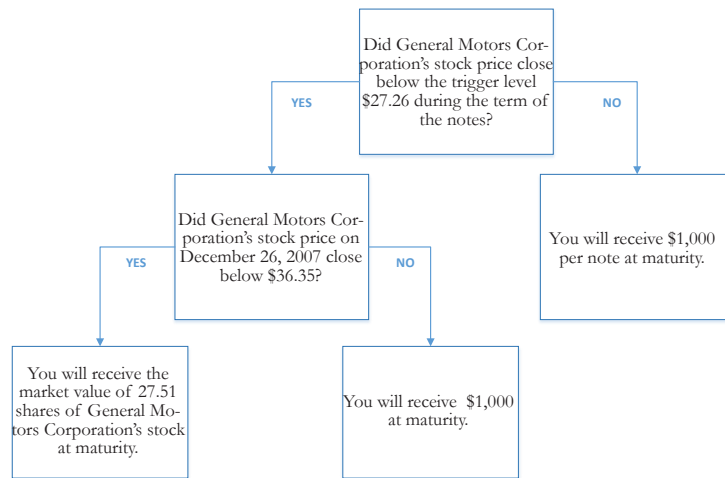 Did General Motors Cor-
poration's stock price close
below the trigger level
$27.26 during the term of
the notes?
YES
NO
Did General Motors Cor-
poration's stock price on
December 26, 2007 close
below $36.35?
You will receive $1,000
per note at maturity.
YES
NO
You will receive the
market value of 27.51
shares of General Mo-
tors Corporation's stock
at maturity.
You will receive $1,000
at maturity.